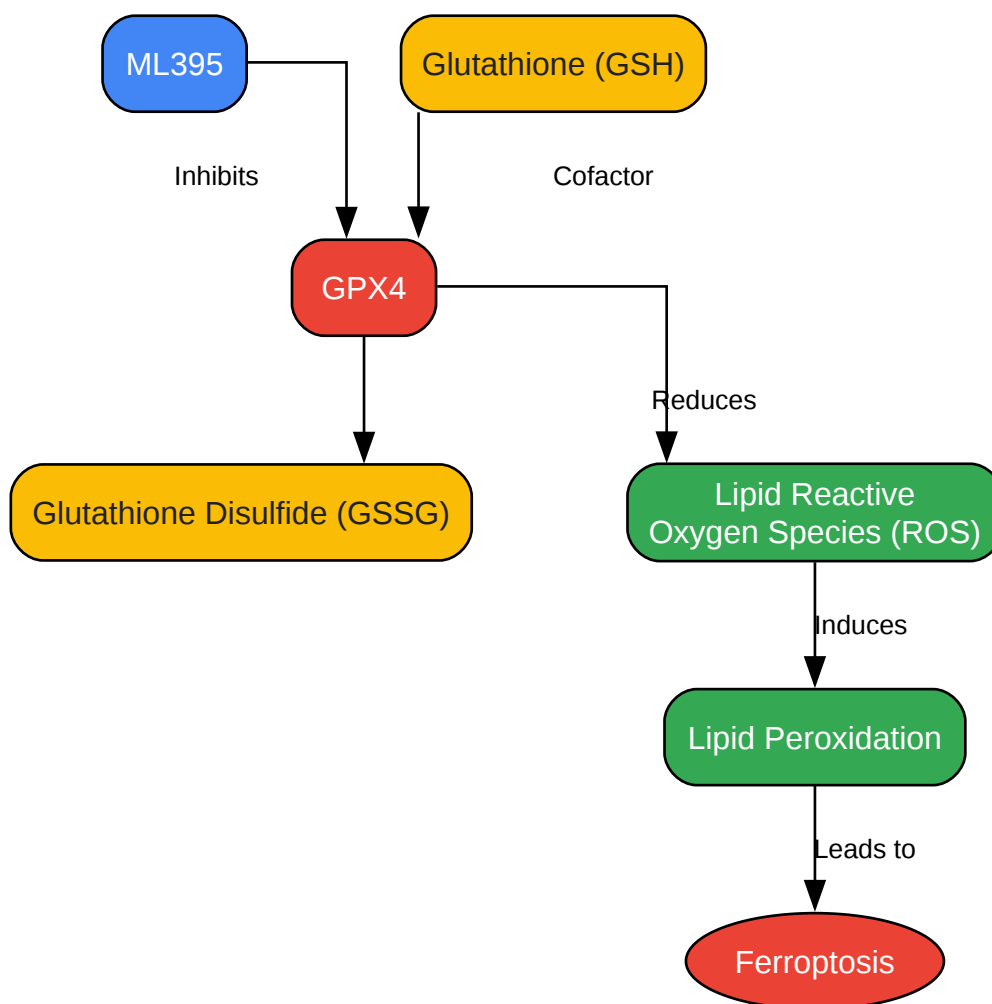 ML395
Glutathione (GSH)
Inhibits
Cofactor
GPX4
Reduces
Glutathione Disulfide (GSSG)
Lipid Reactive
Oxygen Species (ROS)
Induces
Lipid Peroxidation
Leads to
Ferroptosis